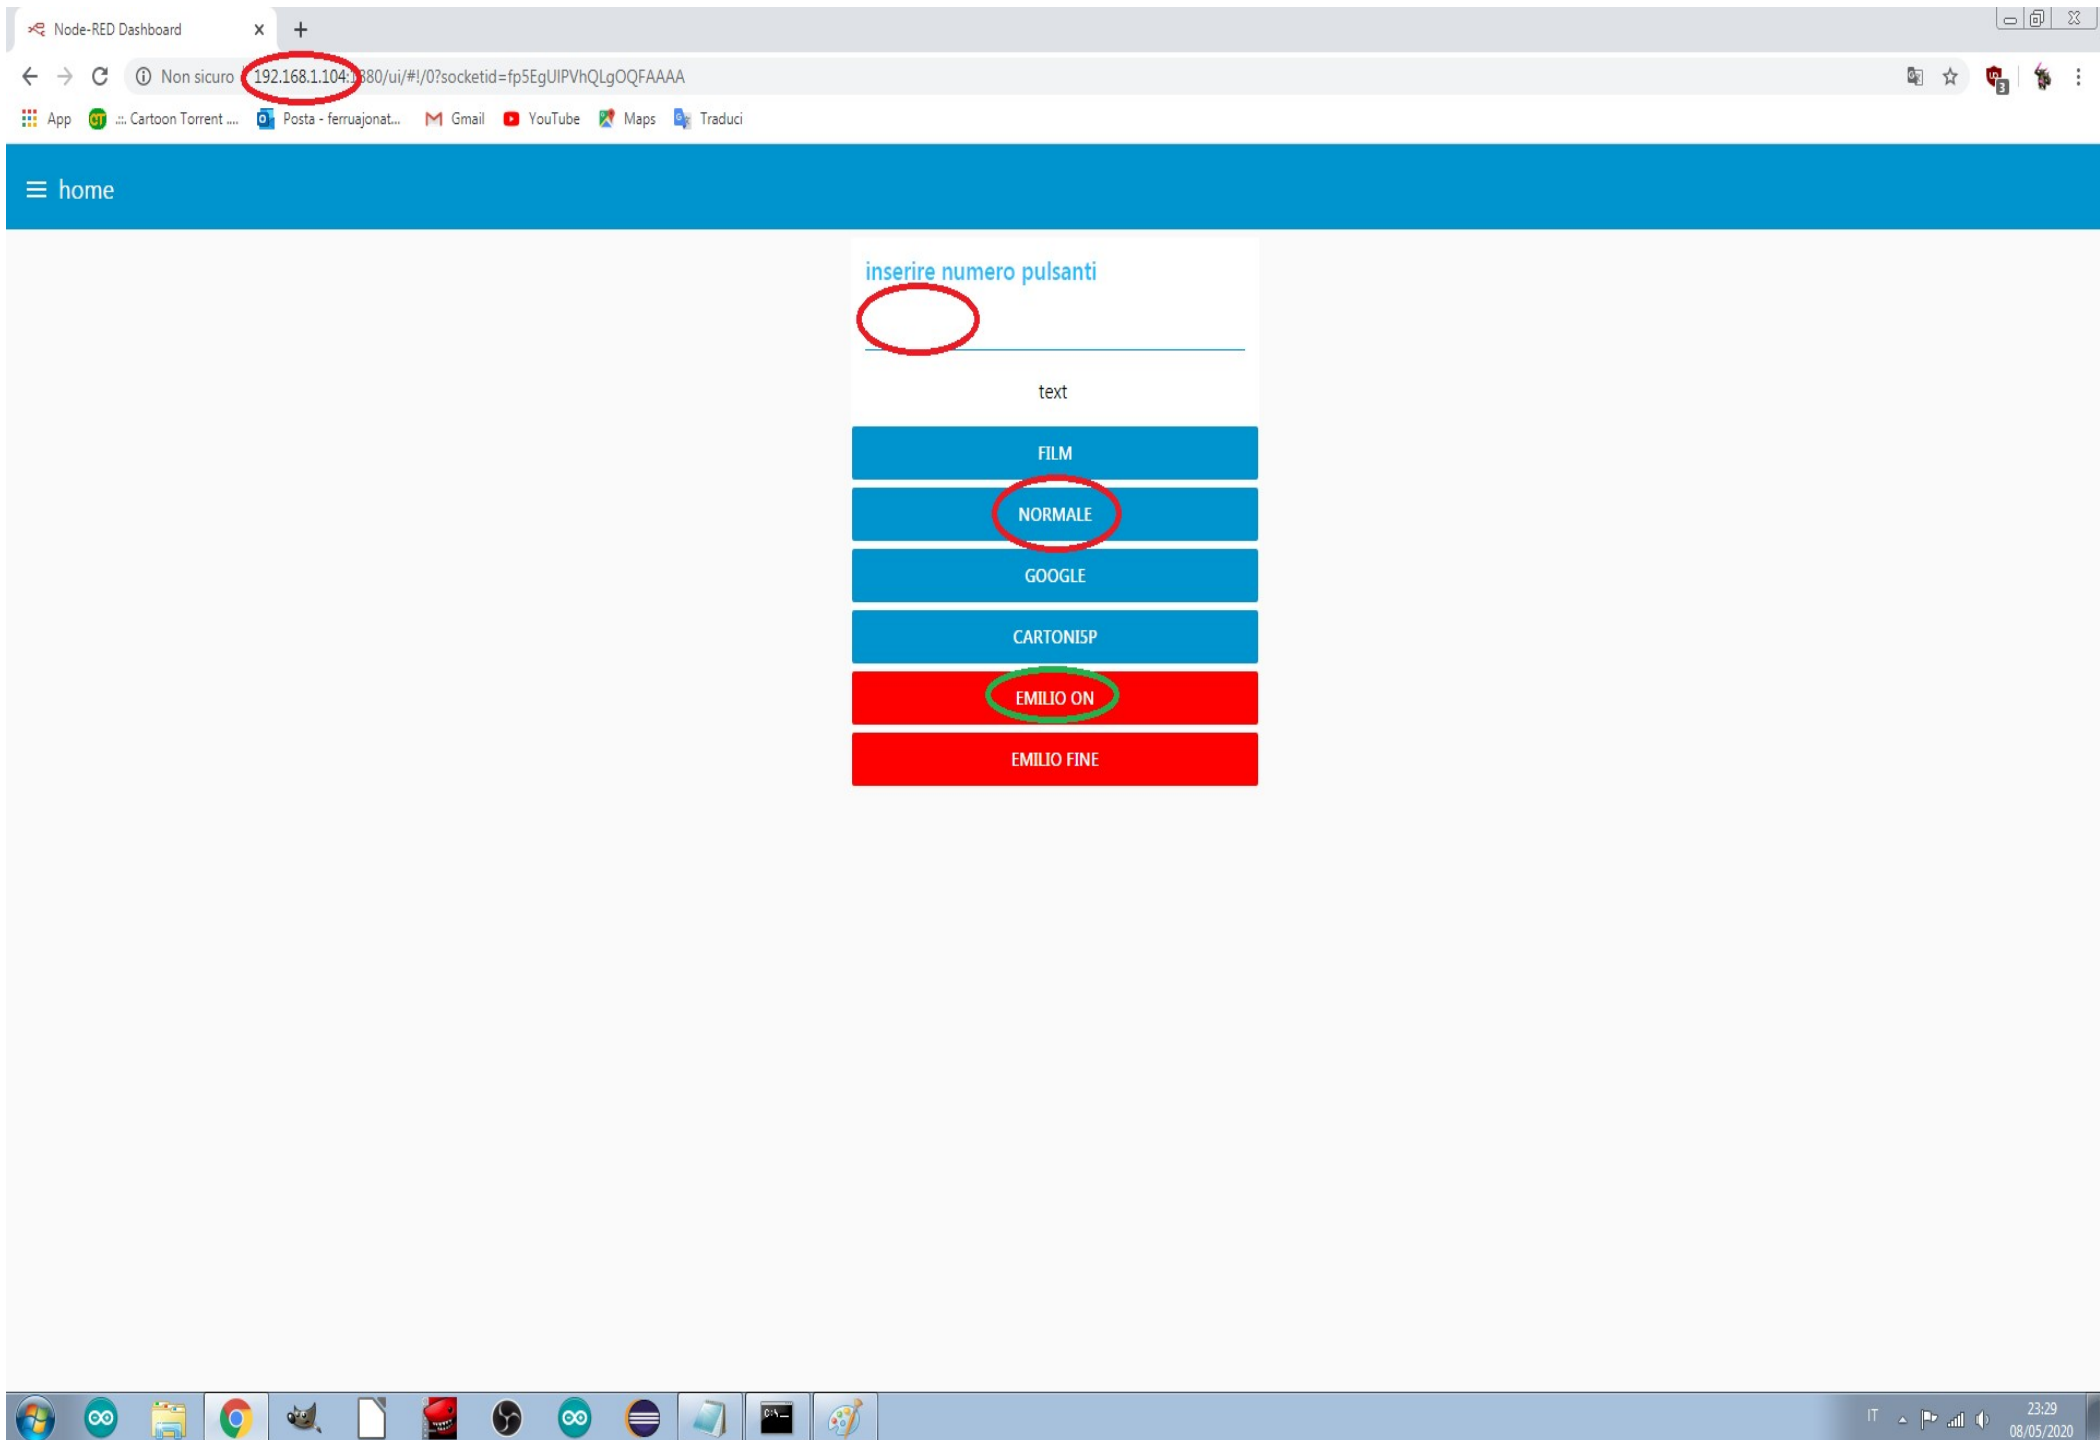 Node-RED Dashboard
Non sicuro 192.168.1.104:1880/ui/#!/0?socketid=fp5EgUIPVhQLgOQFAAAA
App .::. Cartoon Torrent .... Posta - ferruajonat... Gmail YouTube Maps Traduci
home
inserire numero pulsanti
text
FILM
NORMALE
GOOGLE
CARTONI5P
EMILIO ON
EMILIO FINE
IT 23:29
08/05/2020